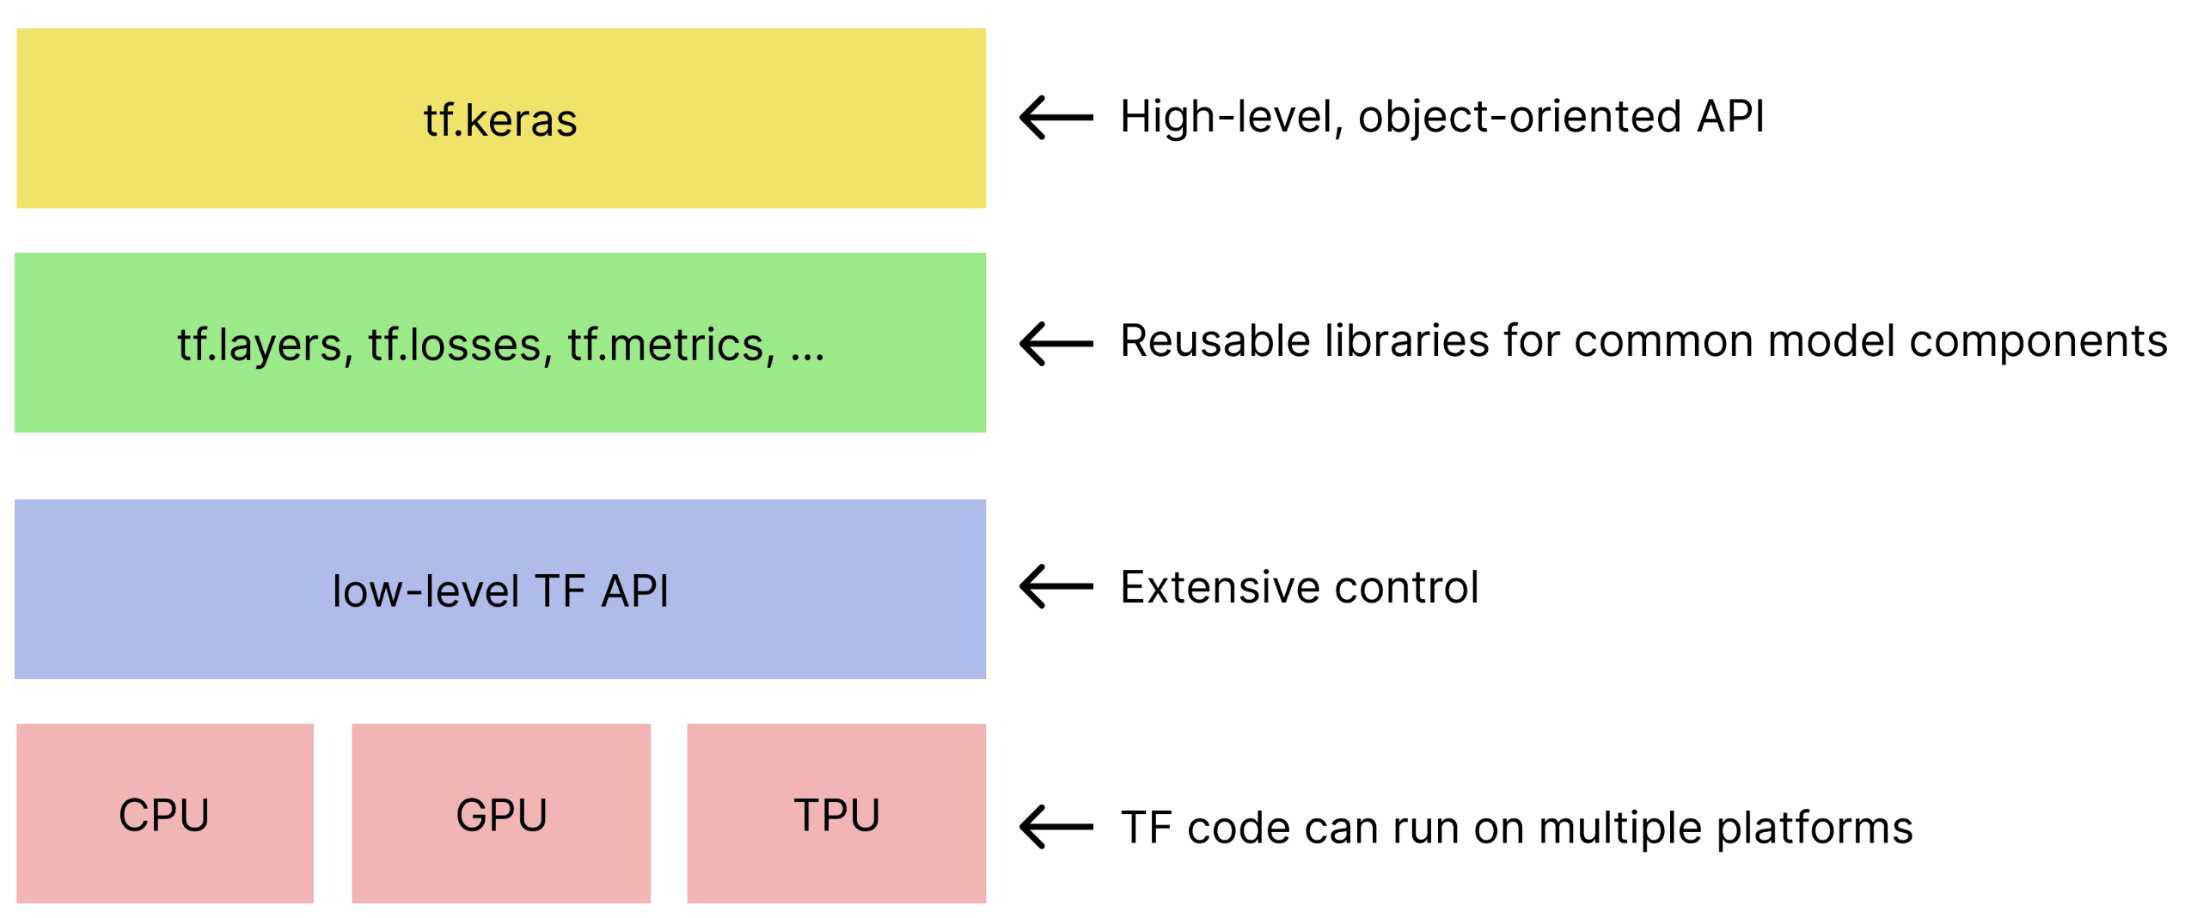 tf.keras
High-level, object-oriented API
tf.layers, tf.losses, tf.metrics, ...
Reusable libraries for common model components
low-level TF API
Extensive control
CPU
GPU
TPU
TF code can run on multiple platforms